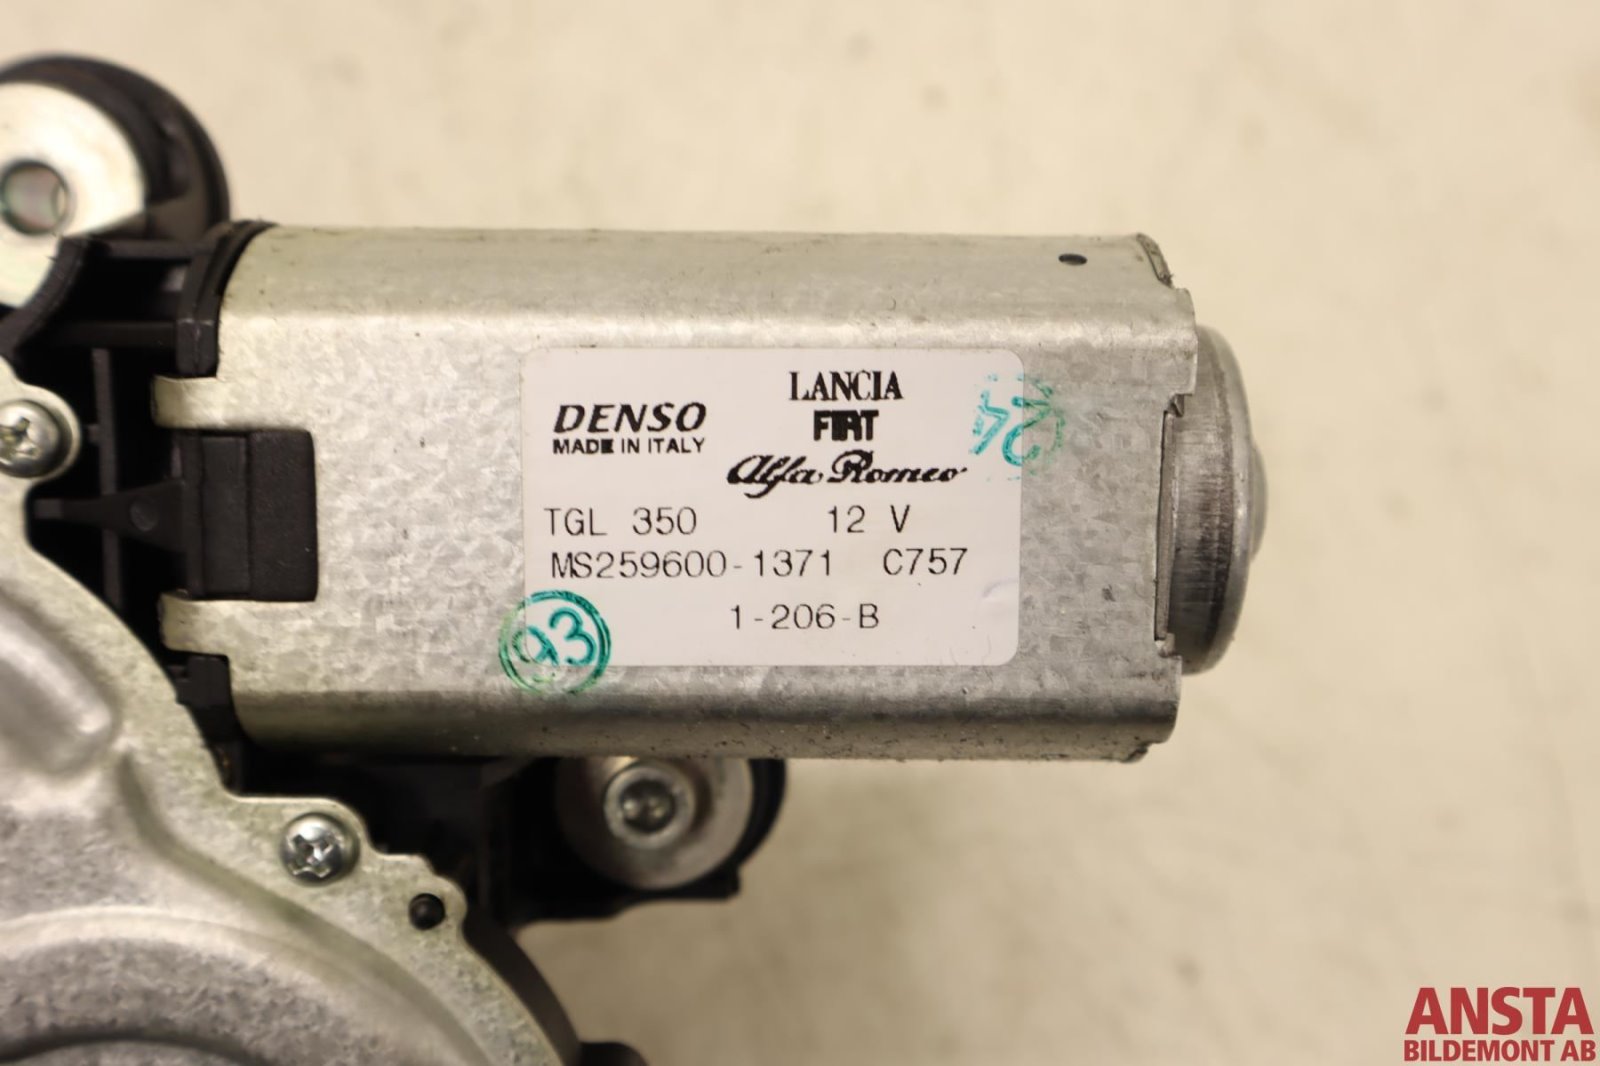 DENSO
MADE IN ITALY
LANCIA
FIAT
Alfa Romeo
TGL 350 12 V
MS259600-1371 C757
1-206-B
93
ANSTA
BILDEMONT AB